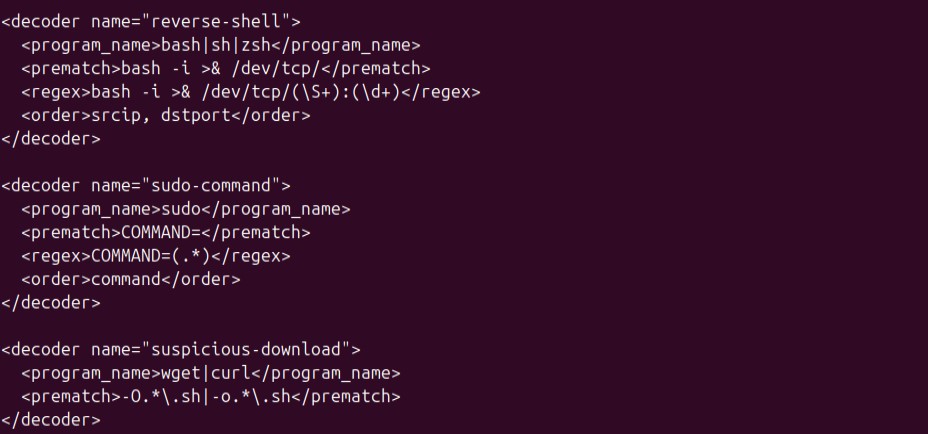 <decoder name="reverse-shell">
  <program_name>bash|sh|zsh</program_name>
  <prematch>bash -i >& /dev/tcp/</prematch>
  <regex>bash -i >& /dev/tcp/(\S+):(\d+)</regex>
  <order>srcip, dstport</order>
</decoder>

<decoder name="sudo-command">
  <program_name>sudo</program_name>
  <prematch>COMMAND=</prematch>
  <regex>COMMAND=(.*)</regex>
  <order>command</order>
</decoder>

<decoder name="suspicious-download">
  <program_name>wget|curl</program_name>
  <prematch>-O.*\.sh|-o.*\.sh</prematch>
</decoder>